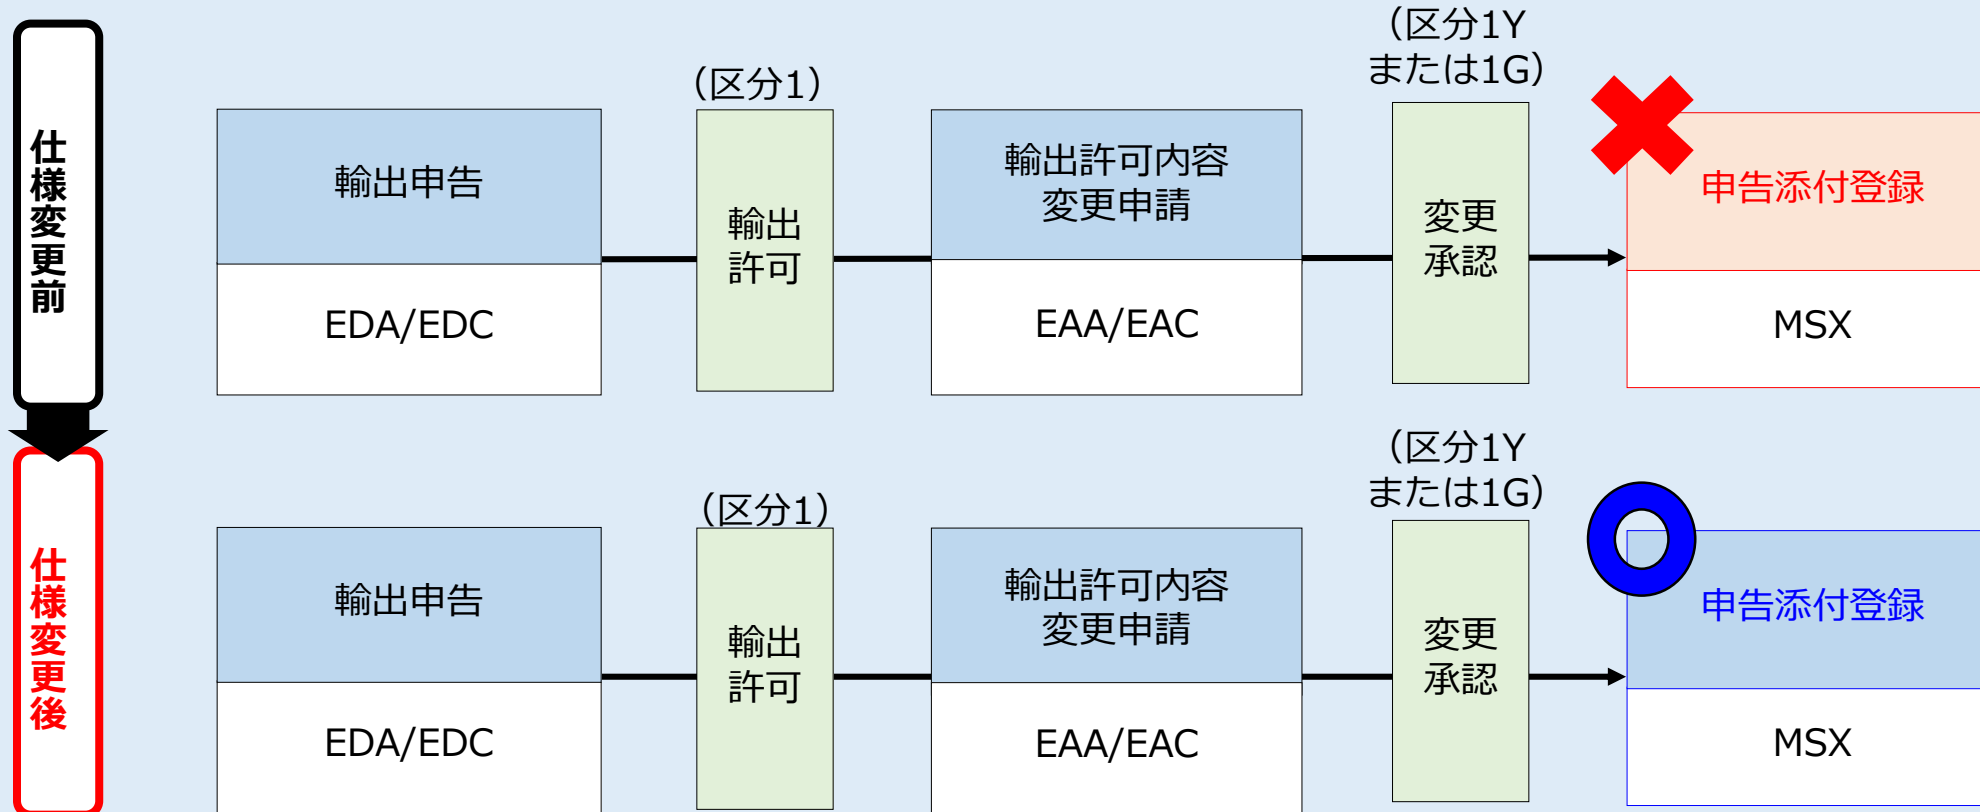 仕様変更前
（区分1）
（区分1Y
または1G）
輸出申告
EDA/EDC
輸出
許可
輸出許可内容
変更申請
EAA/EAC
変更
承認
申告添付登録
MSX
仕様変更後
（区分1）
（区分1Y
または1G）
輸出申告
EDA/EDC
輸出
許可
輸出許可内容
変更申請
EAA/EAC
変更
承認
申告添付登録
MSX